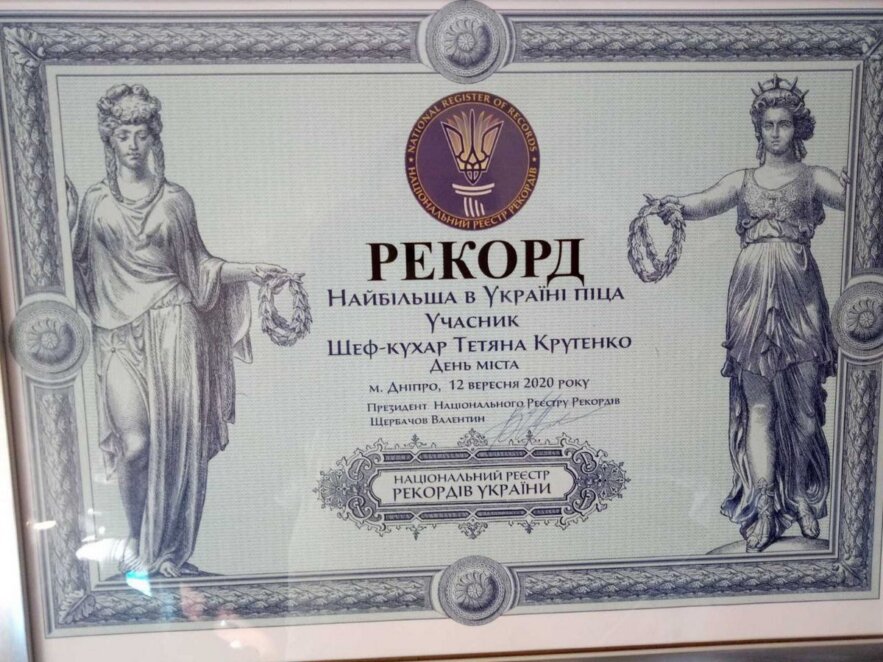 NATIONAL REGISTER OF RECORDS
НАЦІОНАЛЬНИЙ РЕЄСТР РЕКОРДІВ
РЕКОРД
Найбільша в Україні піца
Учасник
Шеф-кухар Тетяна Крутенко
День міста
м. Дніпро, 12 вересня 2020 року
Президент Національного Реєстру Рекордів
Щербачов Валентин
НАЦІОНАЛЬНИЙ РЕЄСТР
РЕКОРДІВ УКРАЇНИ